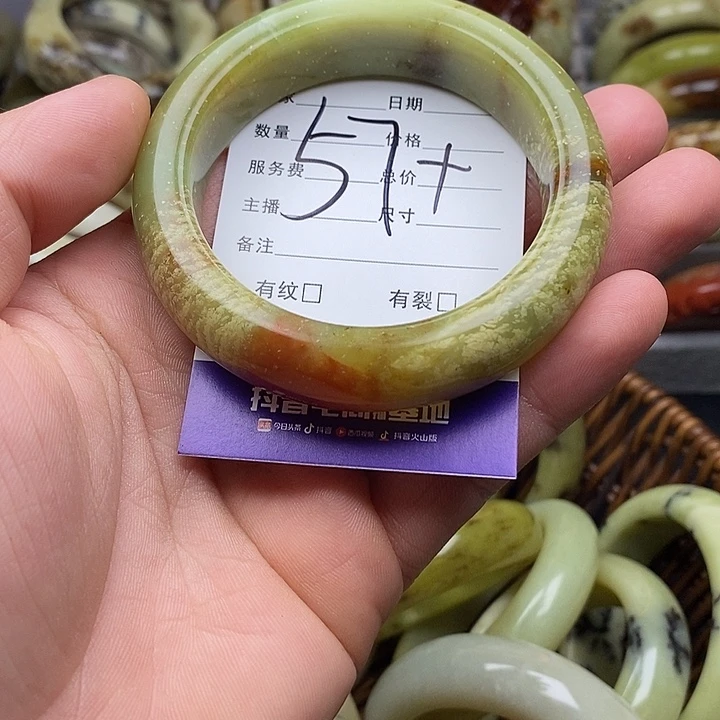 日期
数量 57+ 价格
服务费 总价
主播 尺寸
备注
有纹□ 有裂□
今日头条 抖音 西瓜视频 抖音火山版